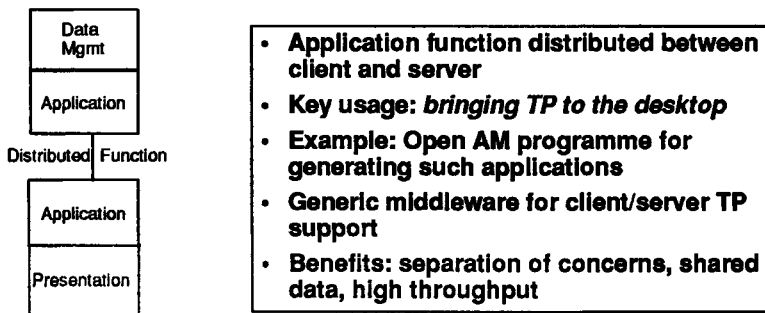 Data
Mgmt
Application
Distributed Function
Application
Presentation
• Application function distributed between
client and server
• Key usage: bringing TP to the desktop
• Example: Open AM programme for
generating such applications
• Generic middleware for client/server TP
support
• Benefits: separation of concerns, shared
data, high throughput